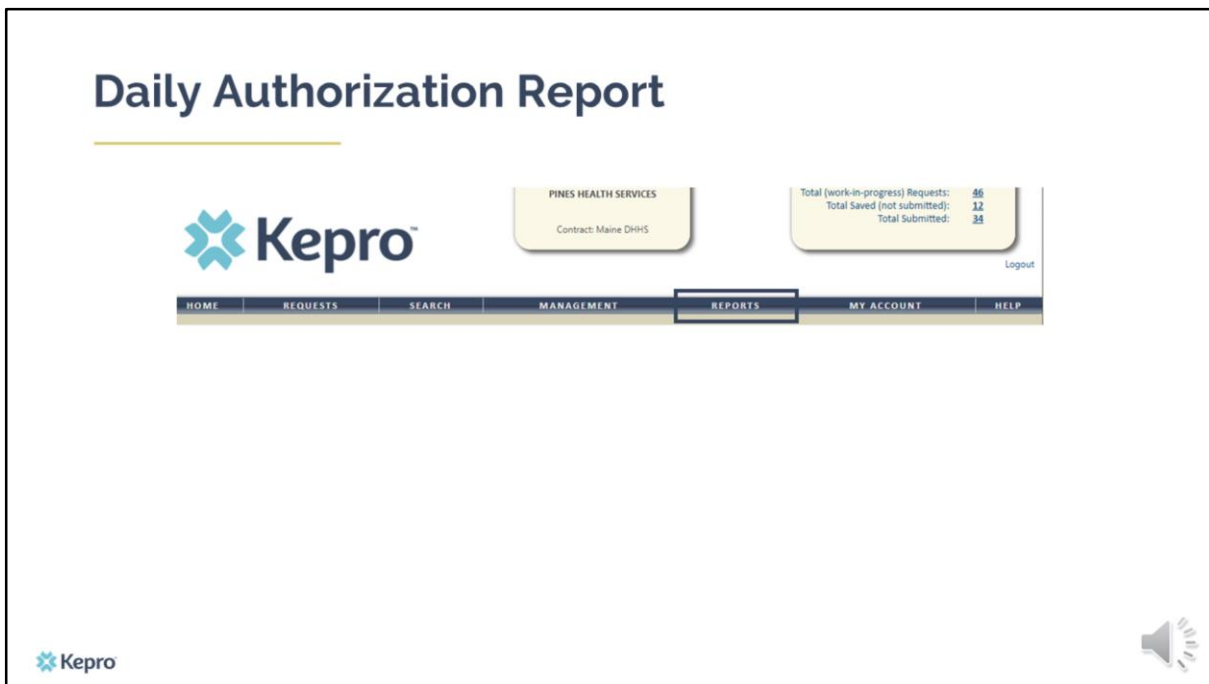 Daily Authorization Report
Kepro™
PINES HEALTH SERVICES
Contract: Maine DHHS
Total (work-in-progress) Requests: 46
Total Saved (not submitted): 12
Total Submitted: 34
Logout
HOME REQUESTS SEARCH MANAGEMENT REPORTS MY ACCOUNT HELP
Kepro